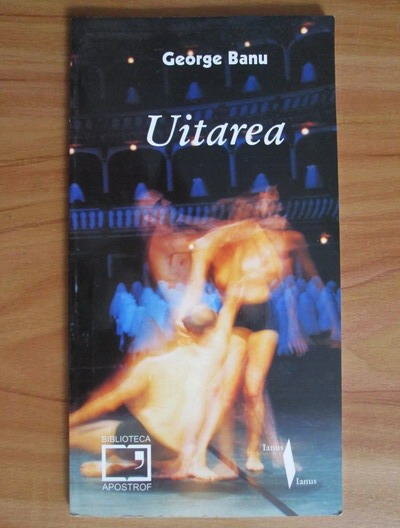 George Banu
Uitarea
BIBLIOTECA
APOSTROF
Ianus
Ianus